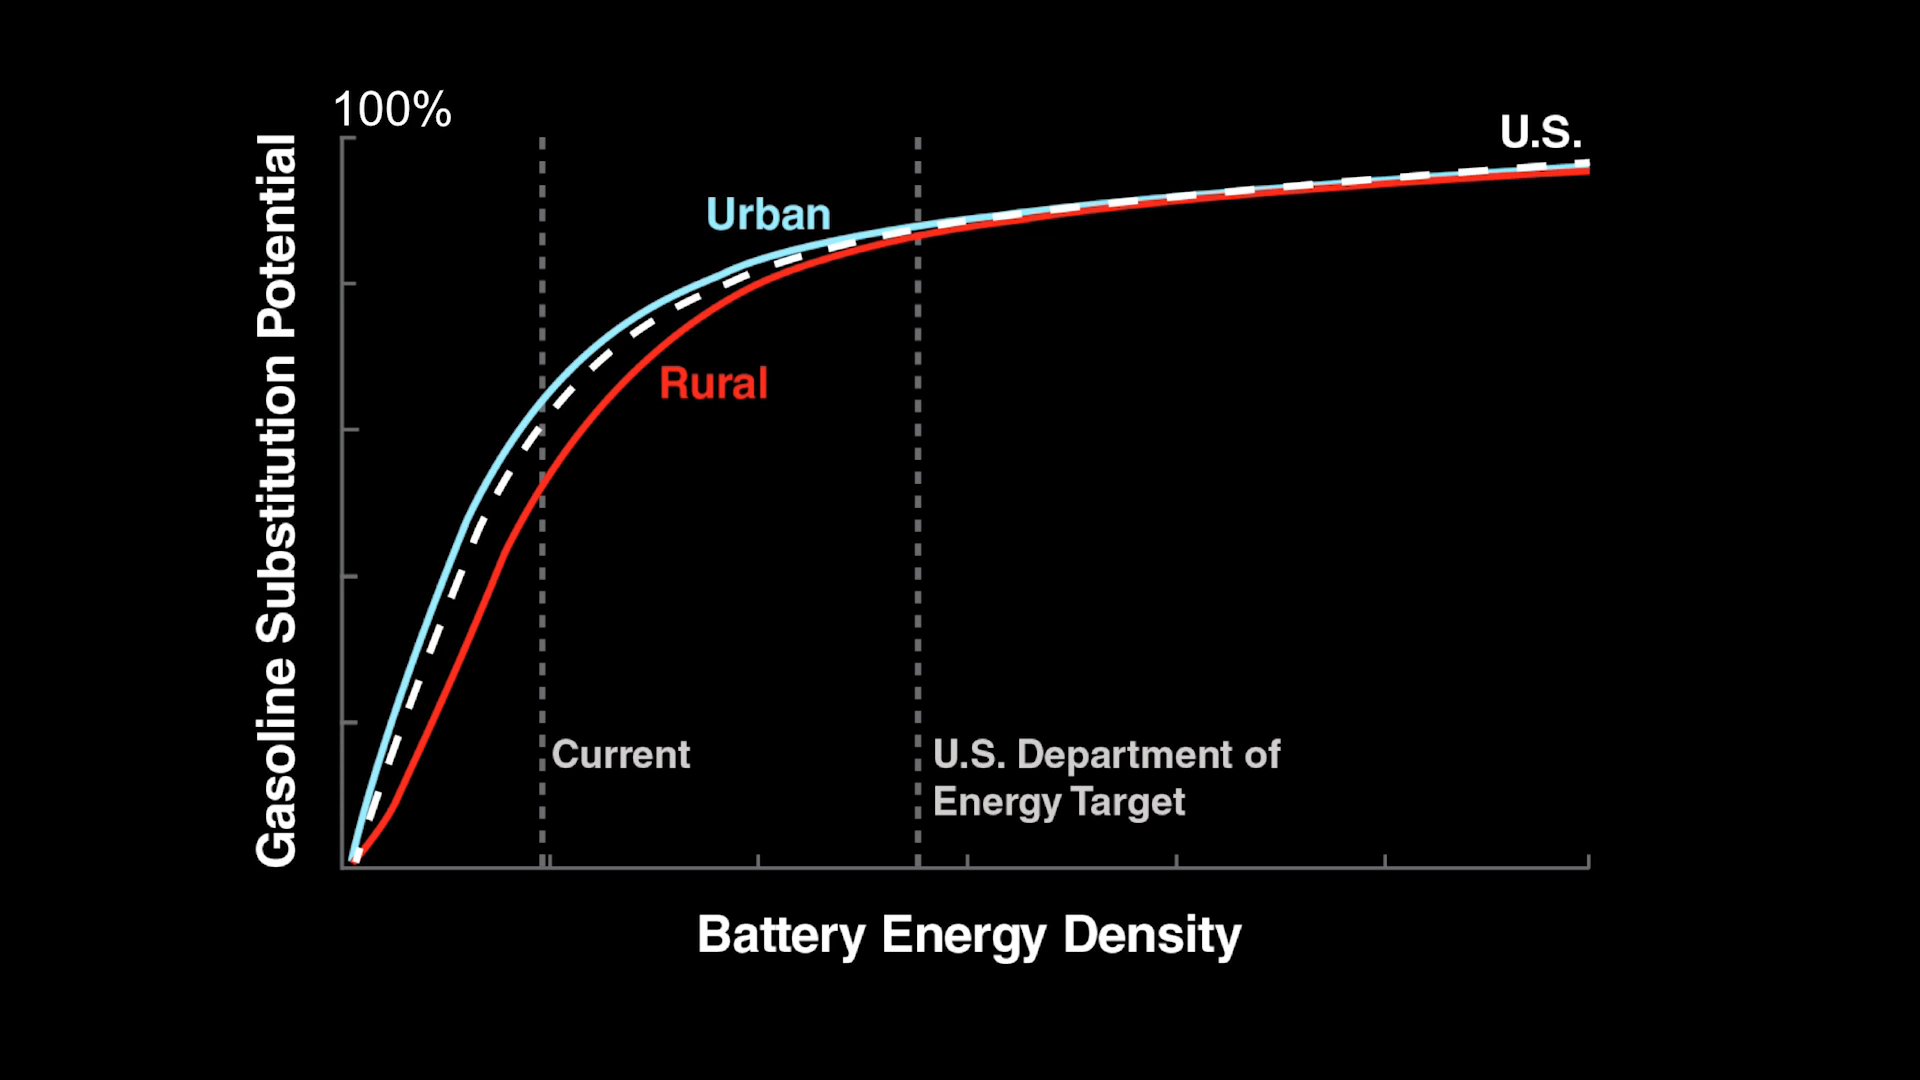 100%
U.S.
Urban
Rural
Gasoline Substitution Potential
Current
U.S. Department of
Energy Target
Battery Energy Density